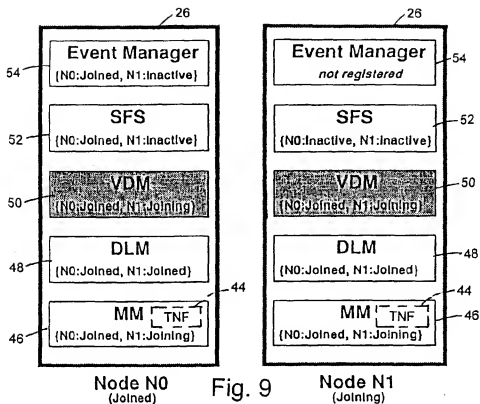 26
Event Manager
54
{N0:Joined, N1:Inactive}
SFS
52
{N0:Joined, N1:Inactive}
VDM
50
{N0:Joined, N1:Joining}
DLM
48
{N0:Joined, N1:Joined}
44
MM
TNF
46
{N0:Joined, N1:Joining}
Node N0
(Joined)
26
Event Manager
54
not registered
SFS
52
{N0:Inactive, N1:Inactive}
VDM
50
{N0:Joined, N1:Joining}
DLM
48
{N0:Joined, N1:Joined}
44
MM
TNF
46
{N0:Joined, N1:Joining}
Node N1
(Joining)
Fig. 9